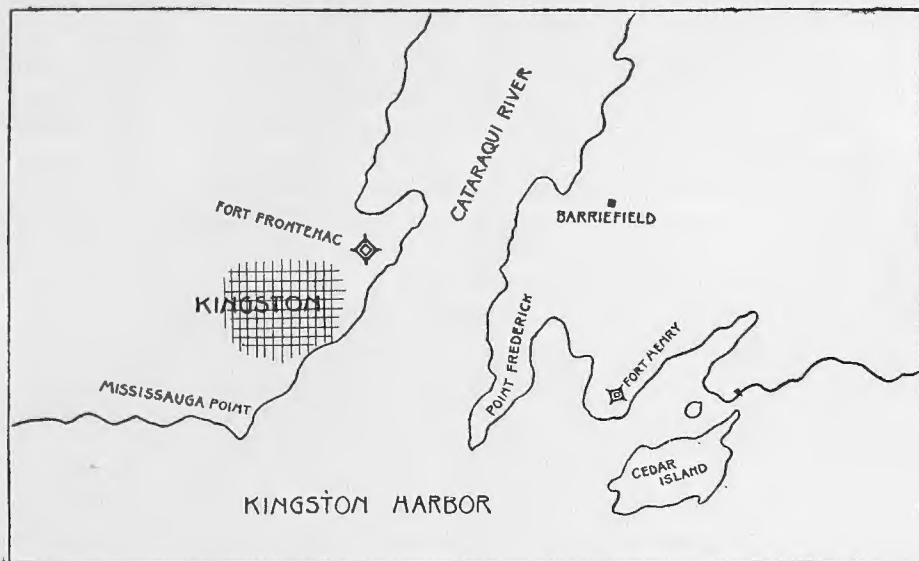 CATARAQUI RIVER
FORT FRONTENAC
BARRIEFIELD
KINGSTON
POINT FREDERICK
FORT HENRY
MISSISSAUGA POINT
CEDAR
ISLAND
KINGSTON HARBOR